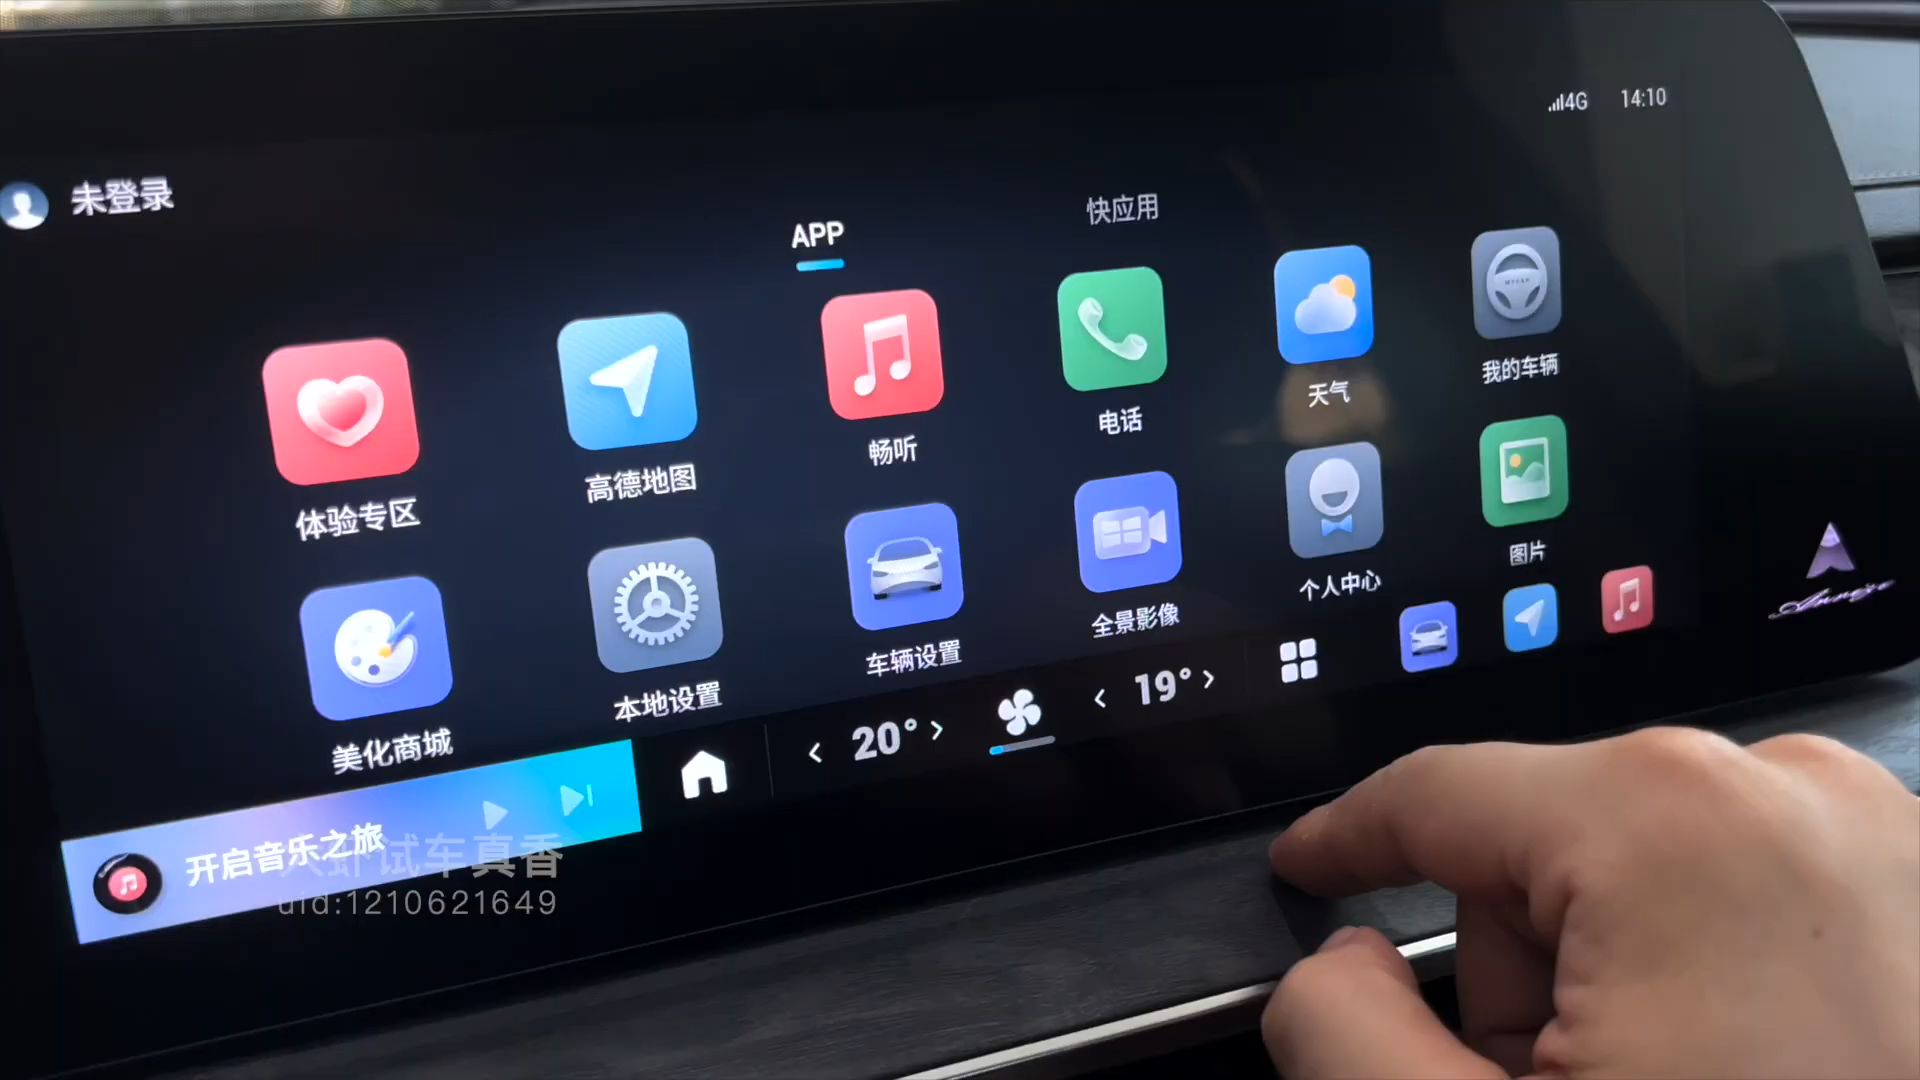 4G 14:10
未登录
APP 快应用
体验专区 高德地图 畅听 电话 天气 我的车辆
美化商城 本地设置 车辆设置 全景影像 个人中心 图片
20° 19°
开启音乐之旅
虾试车真香
uid:1210621649